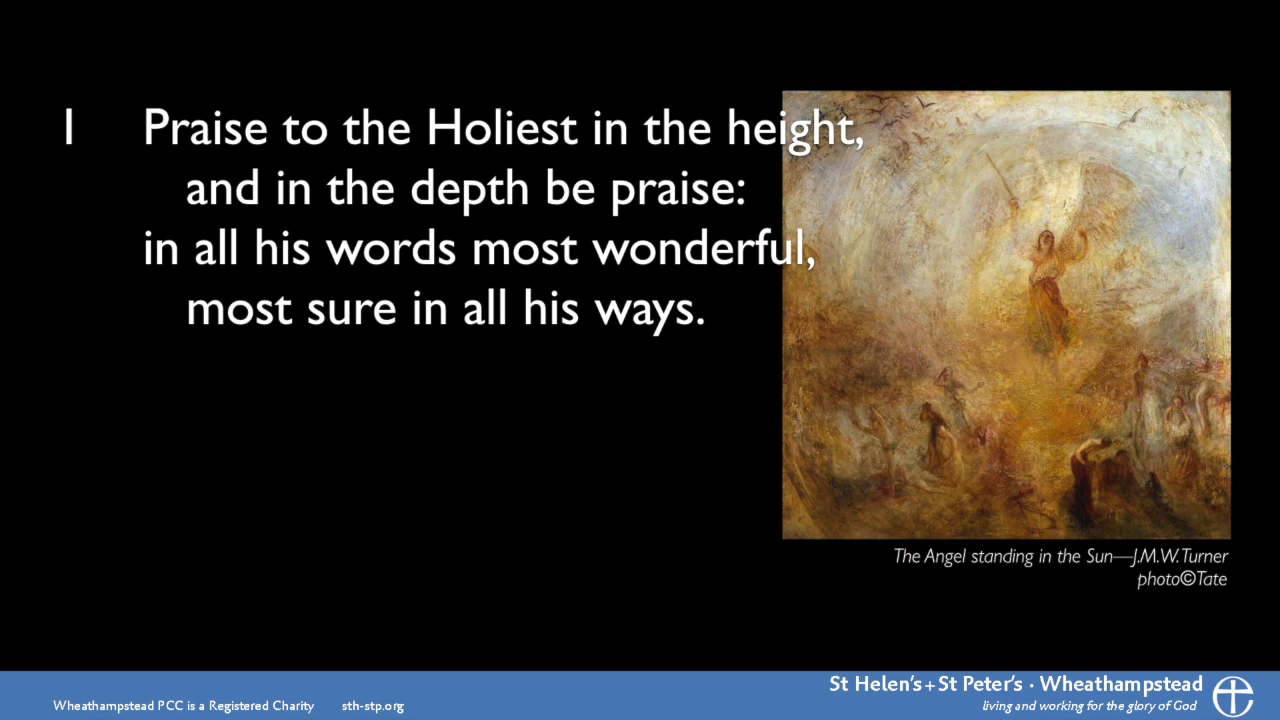 1 Praise to the Holiest in the height,
and in the depth be praise:
in all his words most wonderful,
most sure in all his ways.
The Angel standing in the Sun—J.M.W. Turner
photo©Tate
St Helen's+St Peter's · Wheathampstead
living and working for the glory of God
Wheathampstead PCC is a Registered Charity sth-stp.org